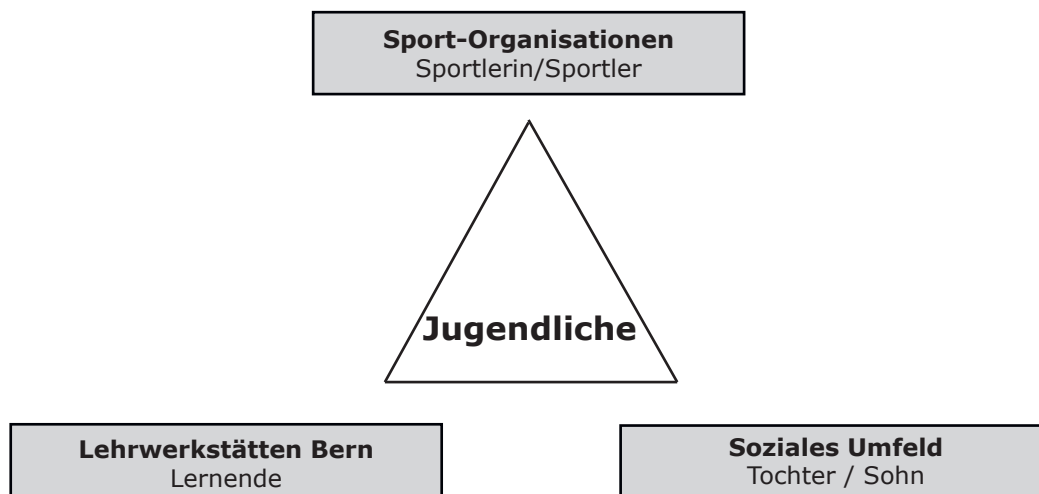 Sport-Organisationen
Sportlerin/Sportler
Jugendliche
Lehrwerkstätten Bern
Lernende
Soziales Umfeld
Tochter / Sohn